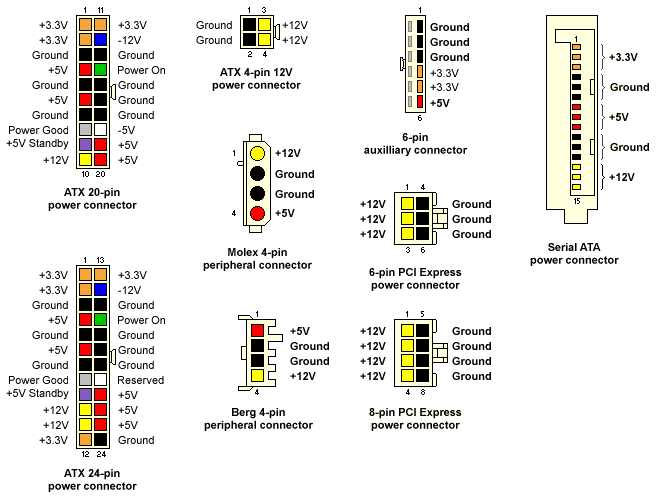 1 11
+3.3V +3.3V
+3.3V -12V
Ground Ground
+5V Power On
Ground Ground
+5V Ground
Ground Ground
Power Good -5V
+5V Standby +5V
+12V +5V
10 20
ATX 20-pin
power connector
1 3
Ground +12V
Ground +12V
2 4
ATX 4-pin 12V
power connector
1
Ground
Ground
Ground
+3.3V
+3.3V
+5V
6
6-pin
auxilliary connector
1
+3.3V
Ground
+5V
Ground
+12V
15
Serial ATA
power connector
1
+12V
Ground
Ground
4
+5V
Molex 4-pin
peripheral connector
1 4
+12V Ground
+12V Ground
+12V Ground
3 6
6-pin PCI Express
power connector
1 13
+3.3V +3.3V
+3.3V -12V
Ground Ground
+5V Power On
Ground Ground
+5V Ground
Ground Ground
Power Good Reserved
+5V Standby +5V
+12V +5V
+12V +5V
+3.3V Ground
12 24
ATX 24-pin
power connector
1
+5V
Ground
Ground
+12V
4
Berg 4-pin
peripheral connector
1 5
+12V Ground
+12V Ground
+12V Ground
+12V Ground
4 8
8-pin PCI Express
power connector